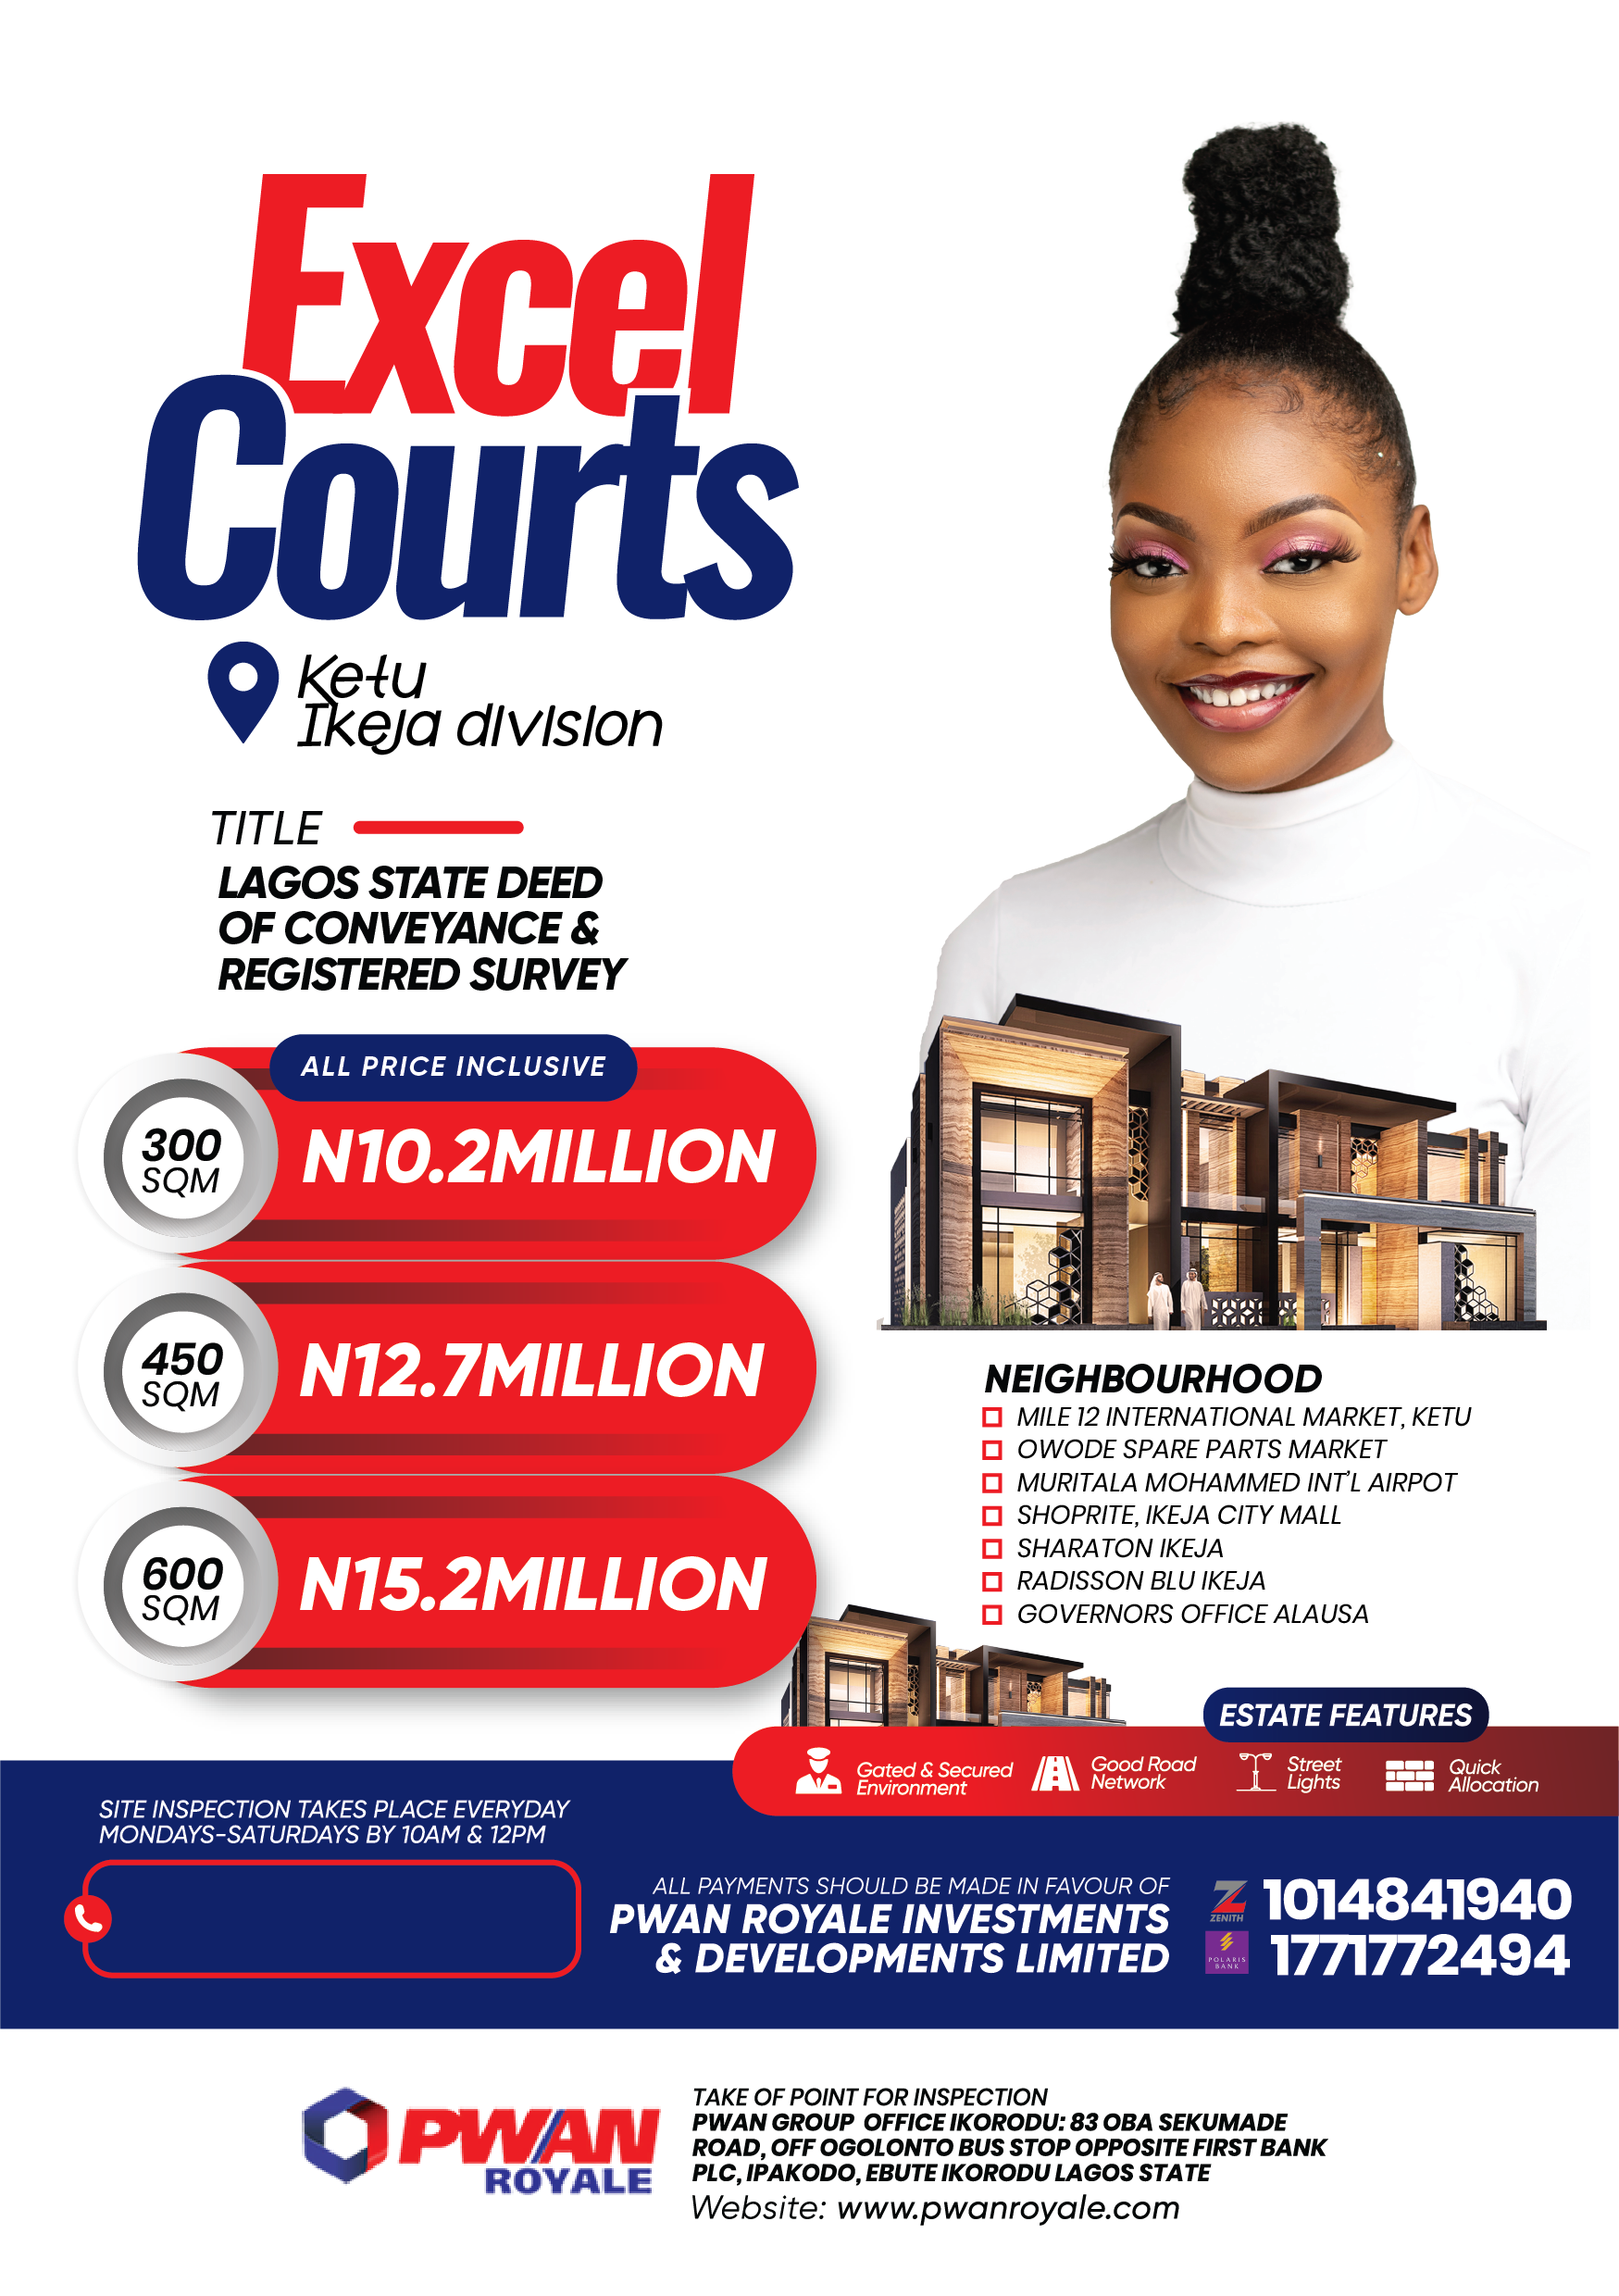 Excel
Courts
Ketu
Ikeja division
TITLE
LAGOS STATE DEED
OF CONVEYANCE &
REGISTERED SURVEY
ALL PRICE INCLUSIVE
300
SQM
N10.2MILLION
450
SQM
N12.7MILLION
600
SQM
N15.2MILLION
NEIGHBOURHOOD
MILE 12 INTERNATIONAL MARKET, KETU
OWODE SPARE PARTS MARKET
MURITALA MOHAMMED INT'L AIRPOT
SHOPRITE, IKEJA CITY MALL
SHARATON IKEJA
RADISSON BLU IKEJA
GOVERNORS OFFICE ALAUSA
ESTATE FEATURES
Gated & Secured
Environment
Good Road
Network
Street
Lights
Quick
Allocation
SITE INSPECTION TAKES PLACE EVERYDAY
MONDAYS-SATURDAYS BY 10AM & 12PM
ALL PAYMENTS SHOULD BE MADE IN FAVOUR OF
PWAN ROYALE INVESTMENTS
& DEVELOPMENTS LIMITED
ZENITH
1014841940
POLARIS
BANK
1771772494
PWAN
ROYALE
TAKE OF POINT FOR INSPECTION
PWAN GROUP OFFICE IKORODU: 83 OBA SEKUMADE
ROAD, OFF OGOLONTO BUS STOP OPPOSITE FIRST BANK
PLC, IPAKODO, EBUTE IKORODU LAGOS STATE
Website: www.pwanroyale.com